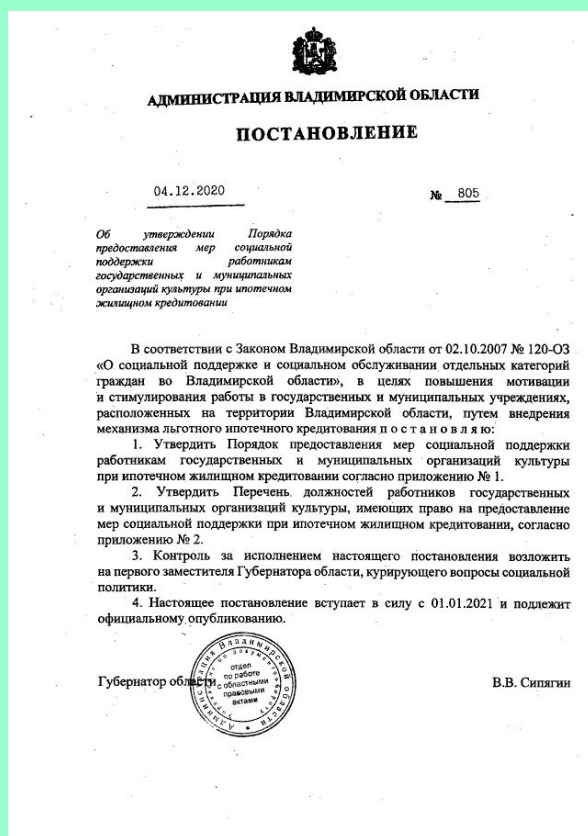 АДМИНИСТРАЦИЯ ВЛАДИМИРСКОЙ ОБЛАСТИ
ПОСТАНОВЛЕНИЕ
04.12.2020
№ 805
Об утверждении Порядка
предоставления мер социальной
поддержки работникам
государственных и муниципальных
организаций культуры при ипотечном
жилищном кредитовании
В соответствии с Законом Владимирской области от 02.10.2007 № 120-ОЗ
«О социальной поддержке и социальном обслуживании отдельных категорий
граждан во Владимирской области», в целях повышения мотивации
и стимулирования работы в государственных и муниципальных учреждениях,
расположенных на территории Владимирской области, путем внедрения
механизма льготного ипотечного кредитования п о с т а н о в л я ю:
1. Утвердить Порядок предоставления мер социальной поддержки
работникам государственных и муниципальных организаций культуры
при ипотечном жилищном кредитовании согласно приложению № 1.
2. Утвердить Перечень должностей работников государственных
и муниципальных организаций культуры, имеющих право на предоставление
мер социальной поддержки при ипотечном жилищном кредитовании, согласно
приложению № 2.
3. Контроль за исполнением настоящего постановления возложить
на первого заместителя Губернатора области, курирующего вопросы социальной
политики.
4. Настоящее постановление вступает в силу с 01.01.2021 и подлежит
официальному опубликованию.
Губернатор области
В.В. Сипягин
Администрация Владимирской области
отдел
по работе
с областными
правовыми
актами